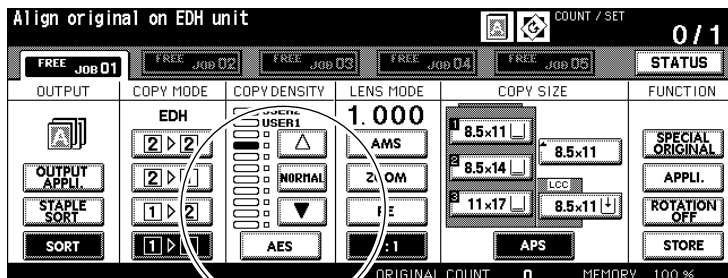 Align original on EDH unit
COUNT / SET
0/1
FREE JOB 01
FREE JOB 02
FREE JOB 03
FREE JOB 04
FREE JOB 05
STATUS
OUTPUT
COPY MODE
COPY DENSITY
LENS MODE
COPY SIZE
FUNCTION
A
OUTPUT
APPLI.
STAPLE
SORT
SORT
EDH
2 ▷ 2
2 ▷
1 ▷ 2
1 ▷
USER1
NORMAL
AES
1.000
AMS
ZOOM
RE
:1
1 8.5×11
2 8.5×14
3 11×17
8.5×11
LCC
8.5×11
APS
SPECIAL
ORIGINAL
APPLI.
ROTATION
OFF
STORE
ORIGINAL COUNT 0
MEMORY 100%